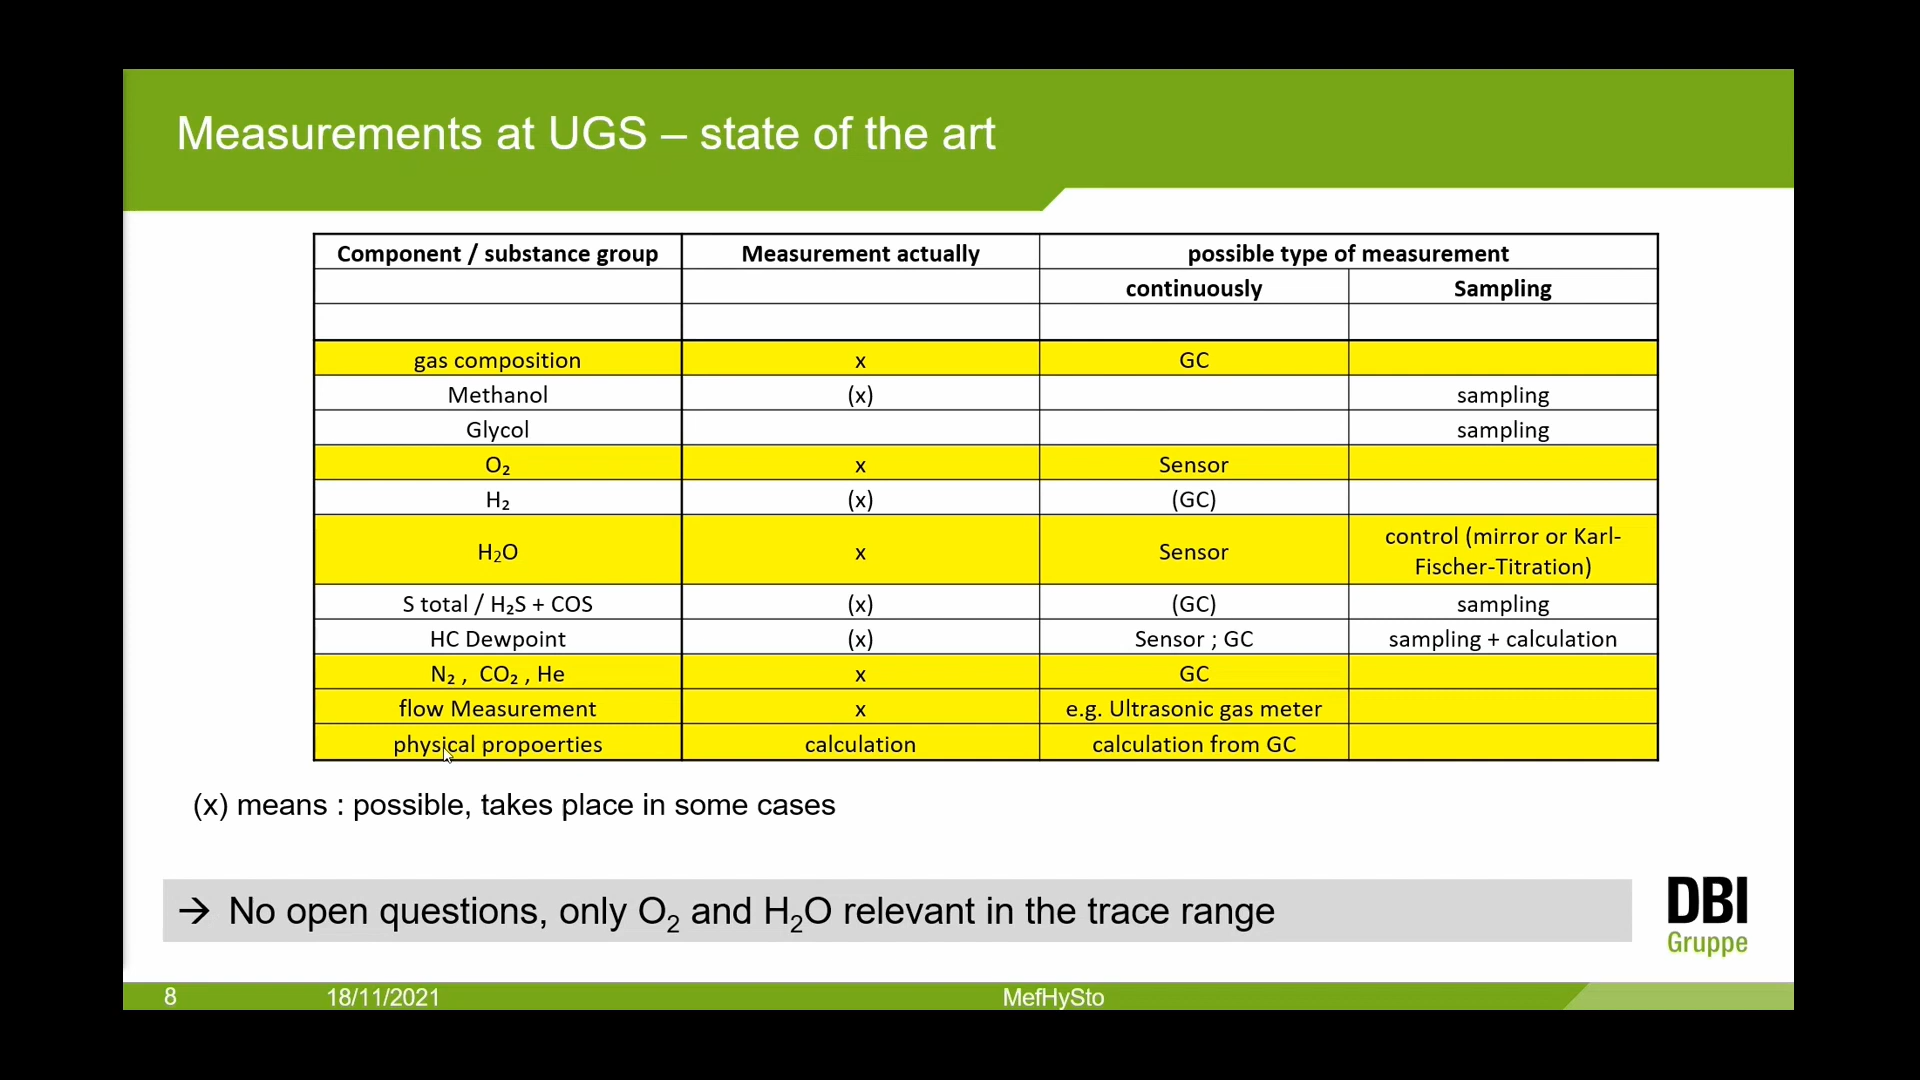 Measurements at UGS – state of the art
Component / substance group Measurement actually possible type of measurement
continuously Sampling
gas composition x GC
Methanol (x) sampling
Glycol sampling
O₂ x Sensor
H₂ (x) (GC)
H₂O x Sensor control (mirror or Karl-
Fischer-Titration)
S total / H₂S + COS (x) (GC) sampling
HC Dewpoint (x) Sensor ; GC sampling + calculation
N₂ , CO₂ , He x GC
flow Measurement x e.g. Ultrasonic gas meter
physical propoerties calculation calculation from GC
(x) means : possible, takes place in some cases
→ No open questions, only O₂ and H₂O relevant in the trace range
DBI
Gruppe
8 18/11/2021 MefHySto